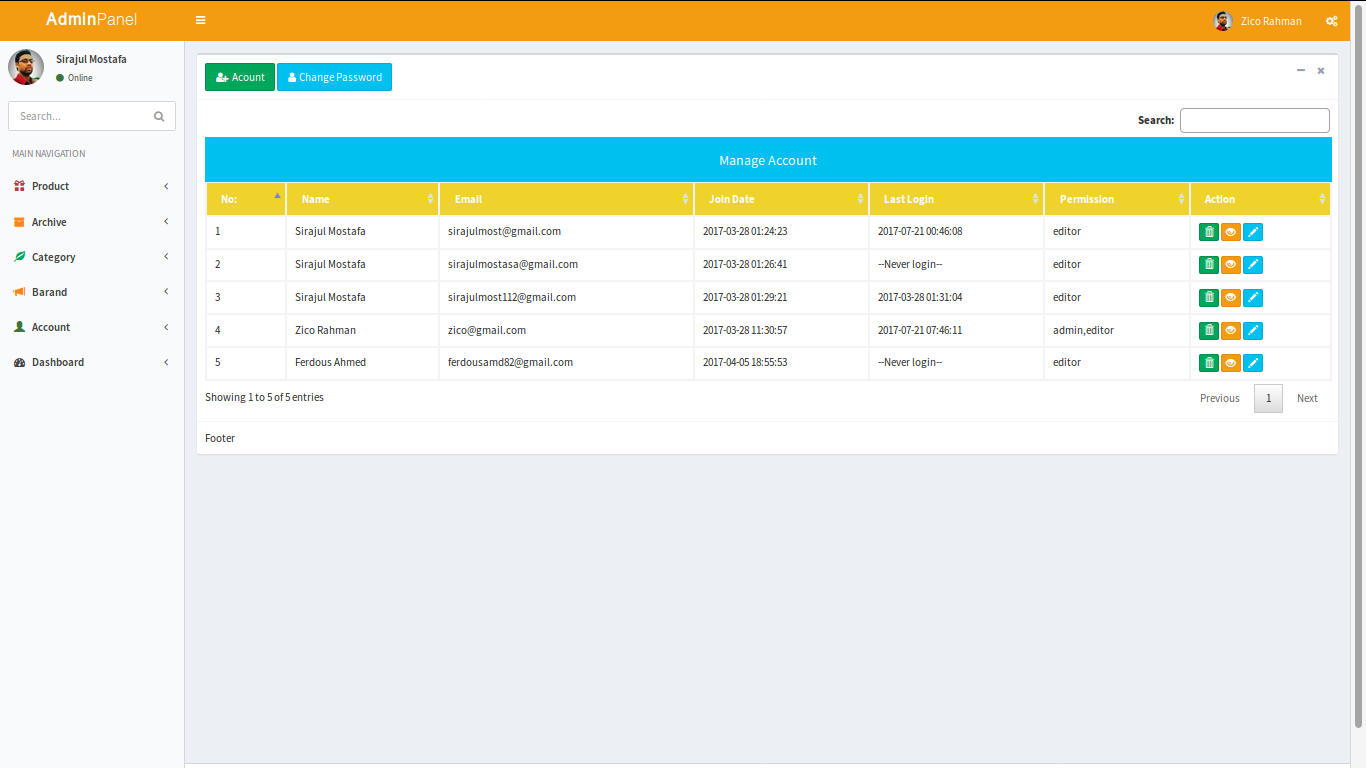 AdminPanel
Zico Rahman
Sirajul Mostafa
Online
Search...
MAIN NAVIGATION
Product
Archive
Category
Barand
Account
Dashboard
Acount Change Password
Search:
Manage Account
No: Name Email Join Date Last Login Permission Action
1 Sirajul Mostafa sirajulmost@gmail.com 2017-03-28 01:24:23 2017-07-21 00:46:08 editor
2 Sirajul Mostafa sirajulmostasa@gmail.com 2017-03-28 01:26:41 --Never login-- editor
3 Sirajul Mostafa sirajulmost112@gmail.com 2017-03-28 01:29:21 2017-03-28 01:31:04 editor
4 Zico Rahman zico@gmail.com 2017-03-28 11:30:57 2017-07-21 07:46:11 admin,editor
5 Ferdous Ahmed ferdousamd82@gmail.com 2017-04-05 18:55:53 --Never login-- editor
Showing 1 to 5 of 5 entries Previous 1 Next
Footer